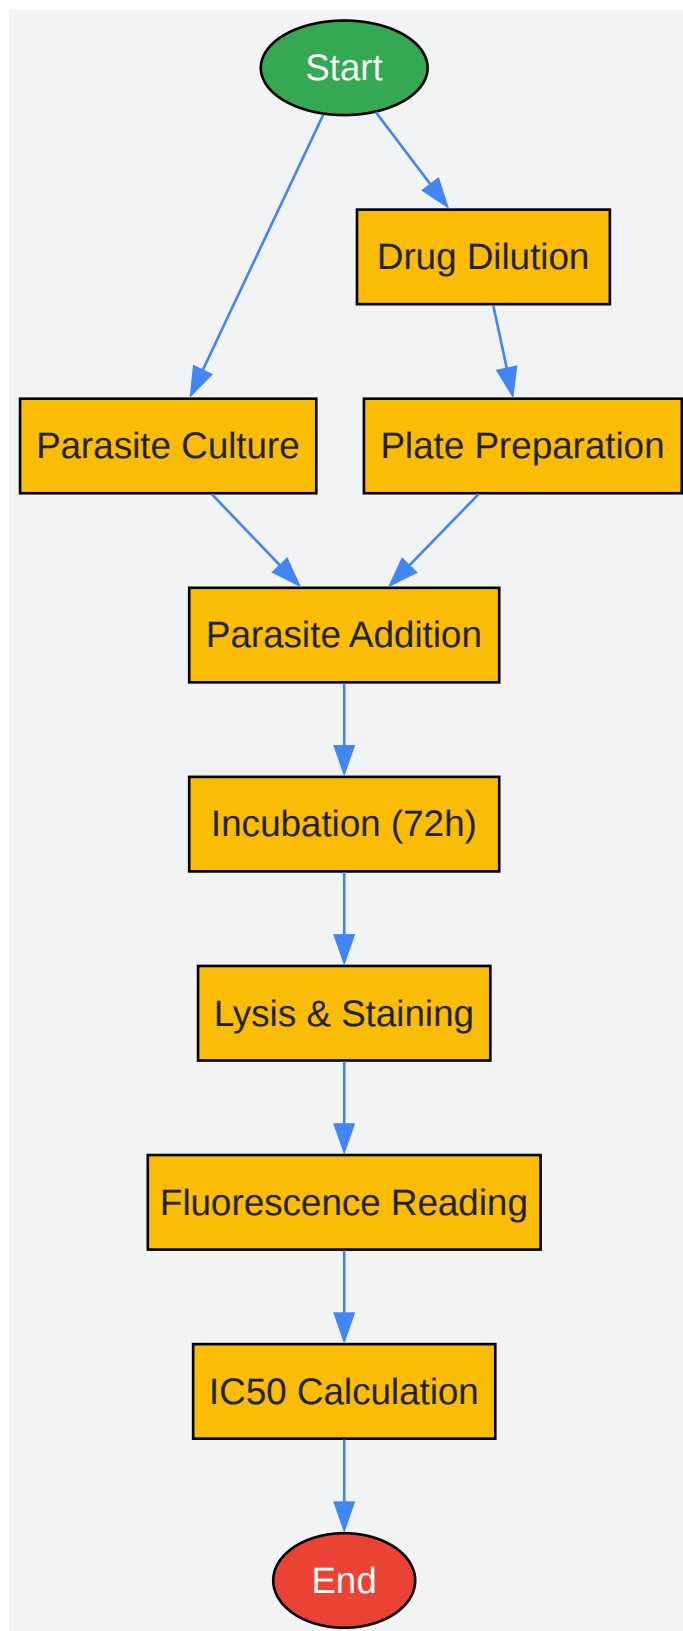 Start
Drug Dilution
Parasite Culture
Plate Preparation
Parasite Addition
Incubation (72h)
Lysis & Staining
Fluorescence Reading
IC50 Calculation
End